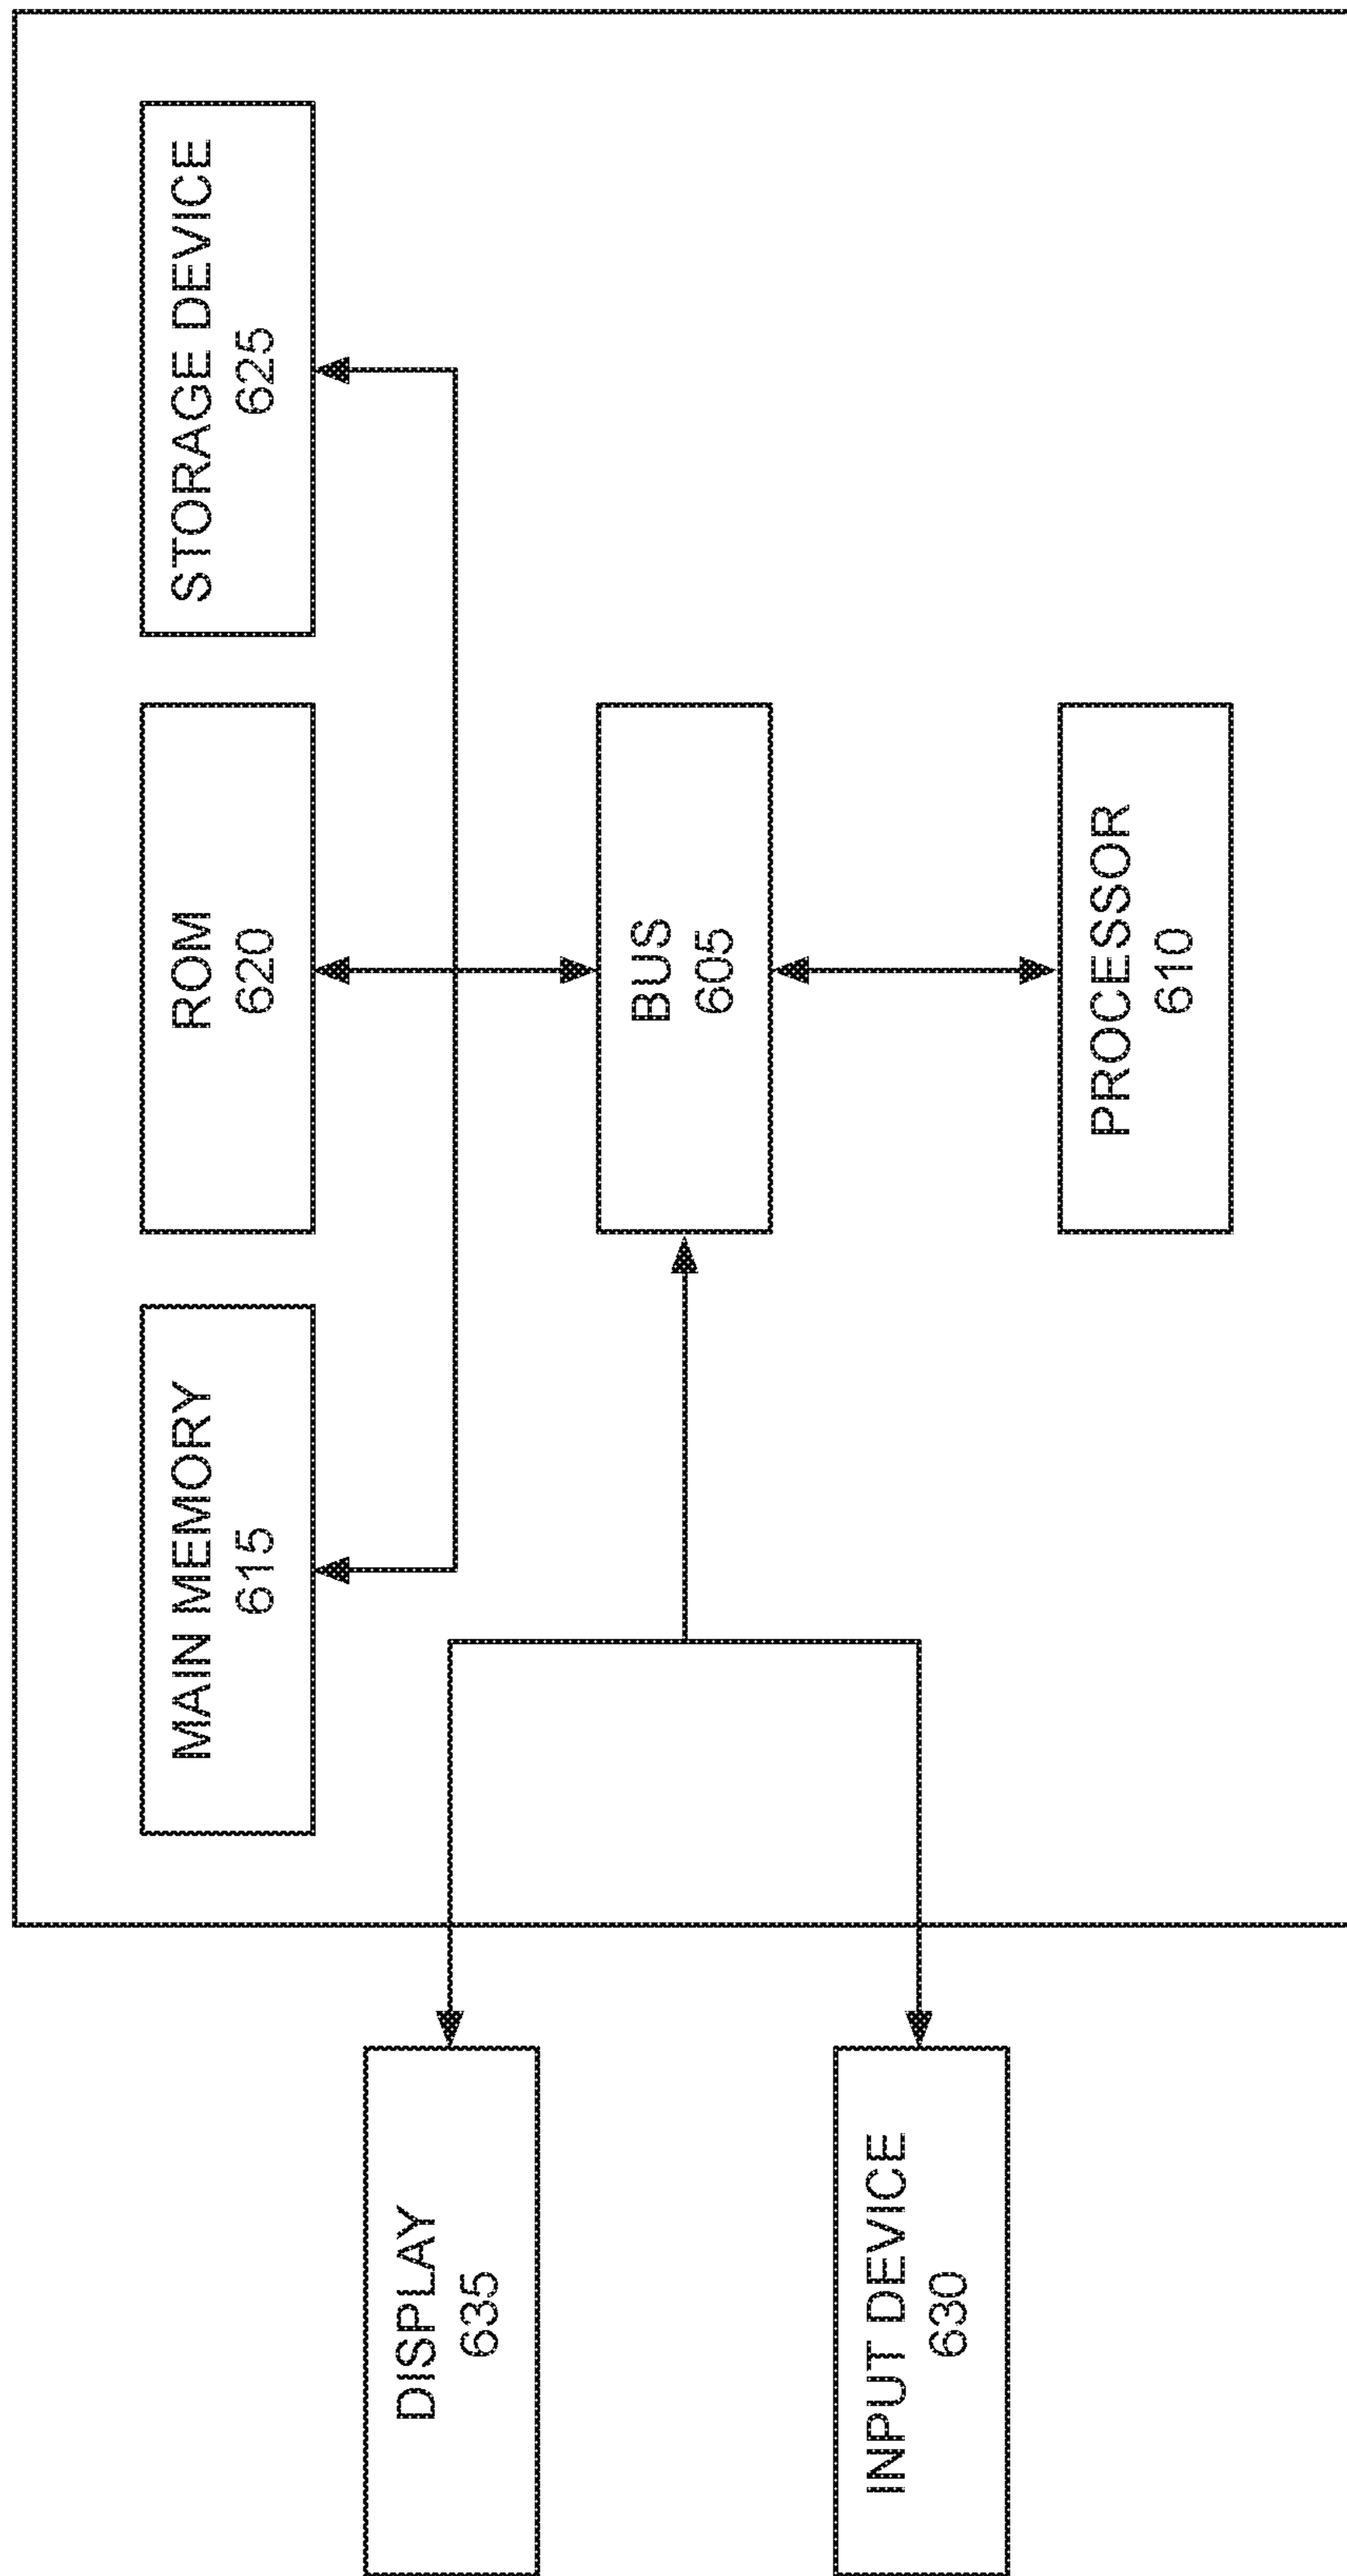 MAIN MEMORY
615
ROM
620
STORAGE DEVICE
625
DISPLAY
635
BUS
605
INPUT DEVICE
630
PROCESSOR
610